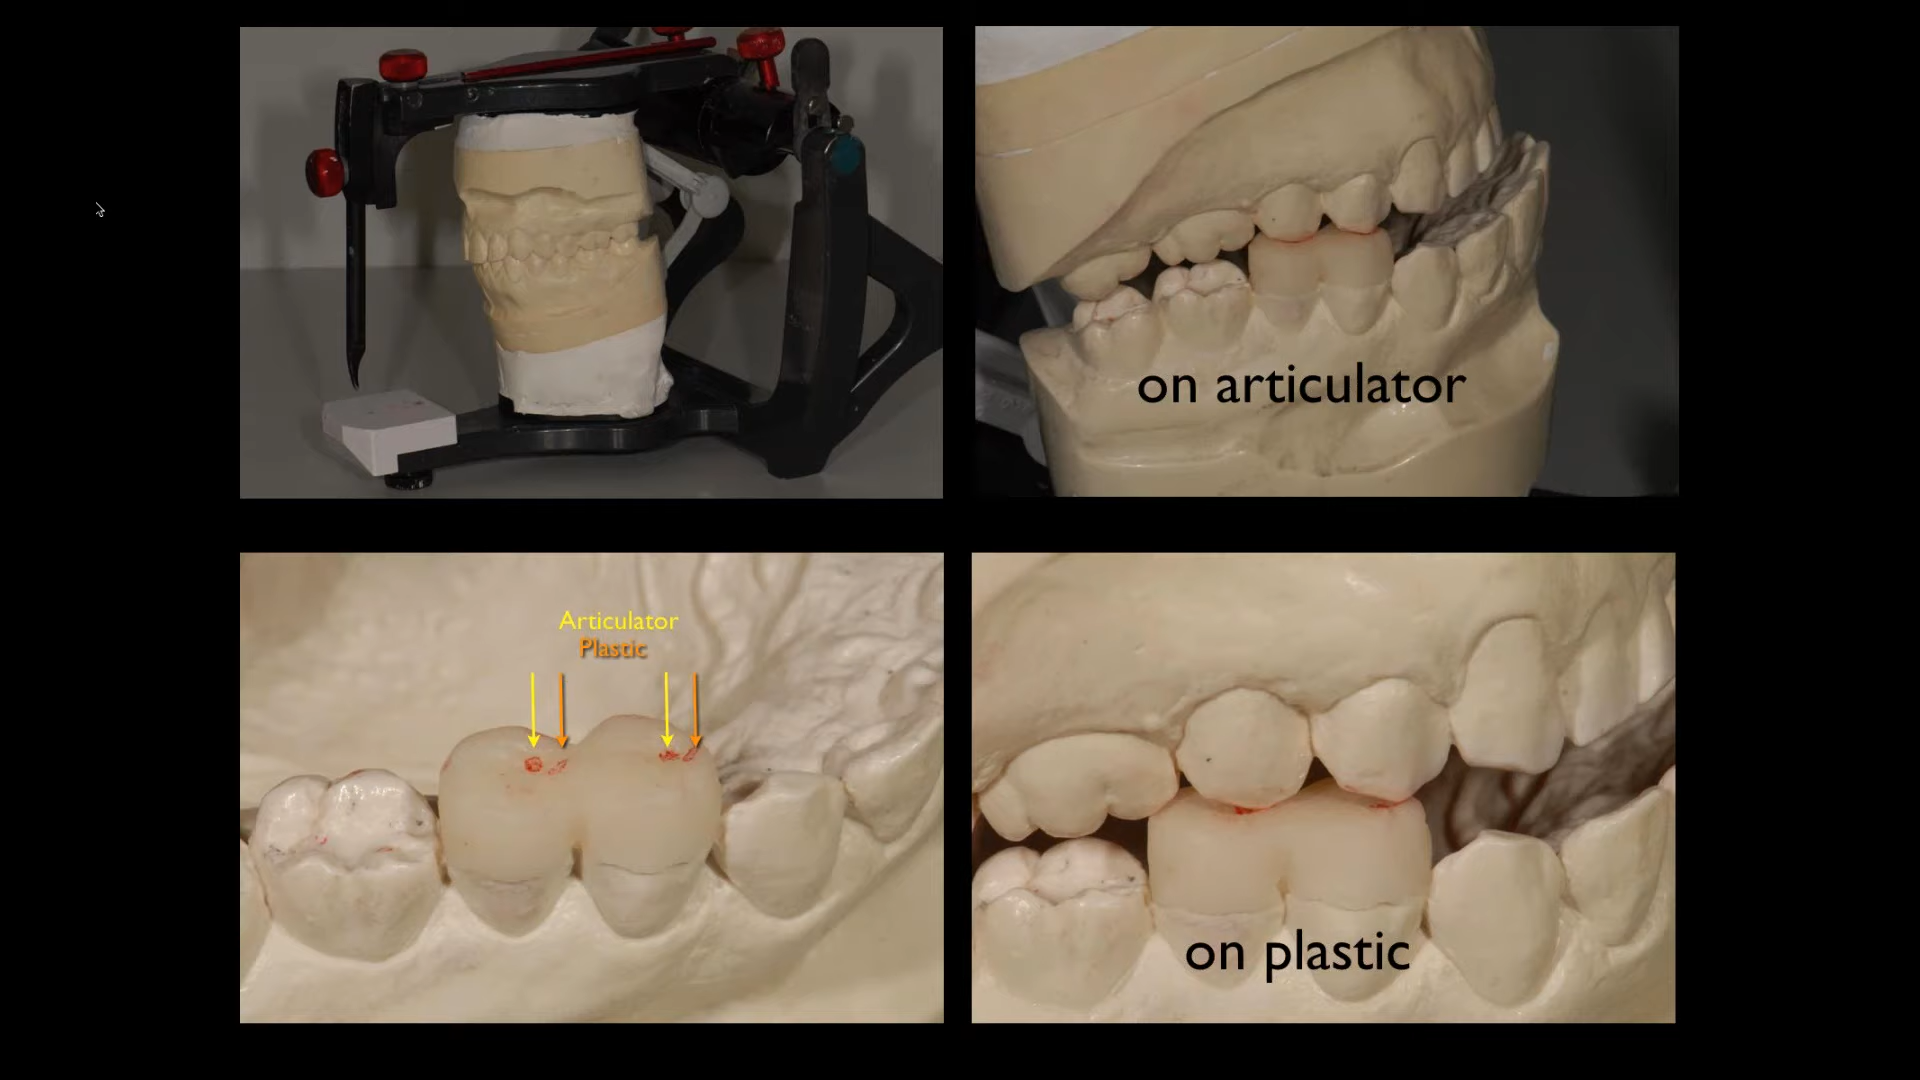 on articulator
Articulator
Plastic
on plastic